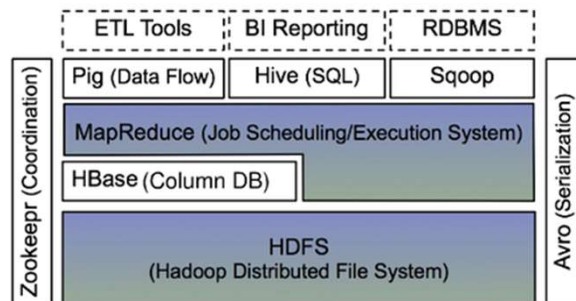 ETL Tools
BI Reporting
RDBMS
Pig (Data Flow)
Hive (SQL)
Sqoop
MapReduce (Job Scheduling/Execution System)
HBase (Column DB)
HDFS
(Hadoop Distributed File System)
Zookeepr (Coordination)
Avro (Serialization)